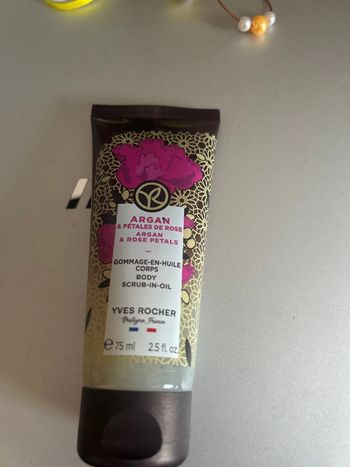 ARGAN
& PÉTALES DE ROSE
ARGAN
& ROSE PETALS
GOMMAGE-EN-HUILE
CORPS
BODY
SCRUB-IN-OIL
YVES ROCHER
Bretagne, France
℮ 75 ml 2.5 fl. oz.